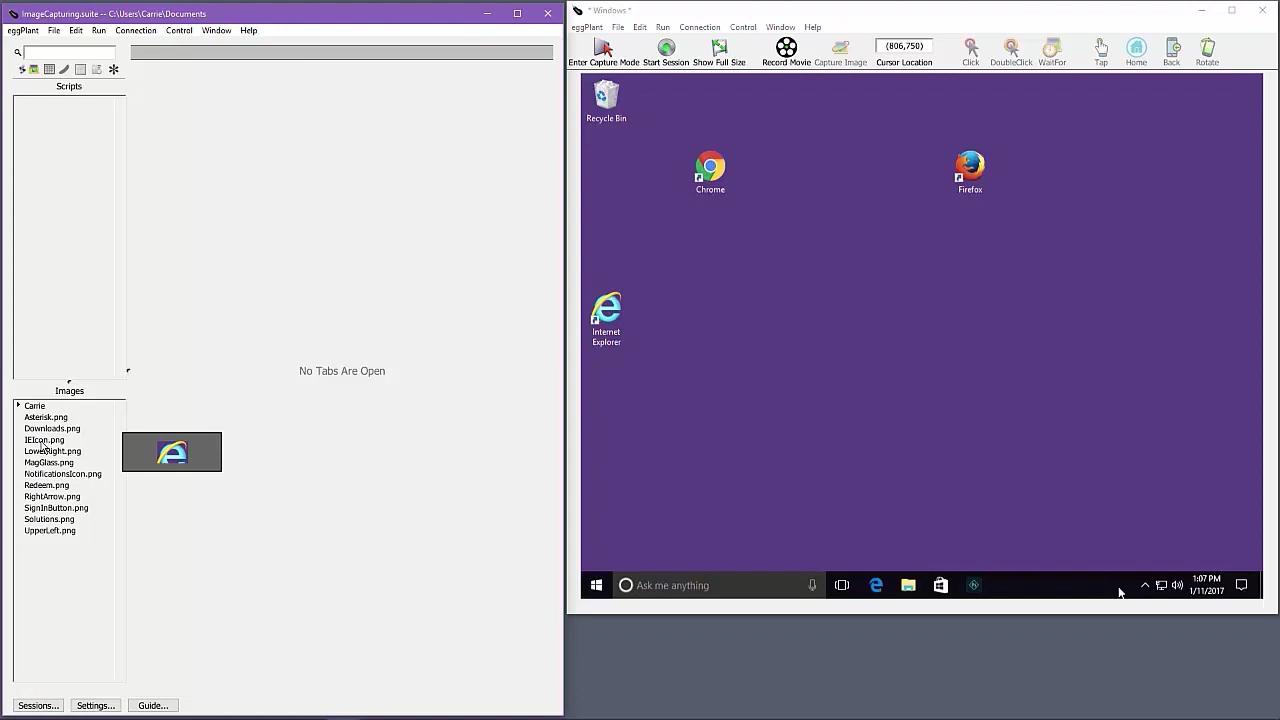 ImageCapturing.suite -- C:\Users\Carrie\Documents
eggPlant File Edit Run Connection Control Window Help
Scripts
No Tabs Are Open
Images
Carrie
Asterisk.png
Downloads.png
IEIcon.png
LowerRight.png
MagGlass.png
NotificationsIcon.png
Redeem.png
RightArrow.png
SignInButton.png
Solutions.png
UpperLeft.png
Sessions... Settings... Guide...
* Windows *
eggPlant File Edit Run Connection Control Window Help
(806,750)
Enter Capture Mode Start Session Show Full Size Record Movie Capture Image Cursor Location Click DoubleClick WaitFor Tap Home Back Rotate
Recycle Bin
Chrome
Firefox
Internet
Explorer
Ask me anything
1:07 PM
1/11/2017